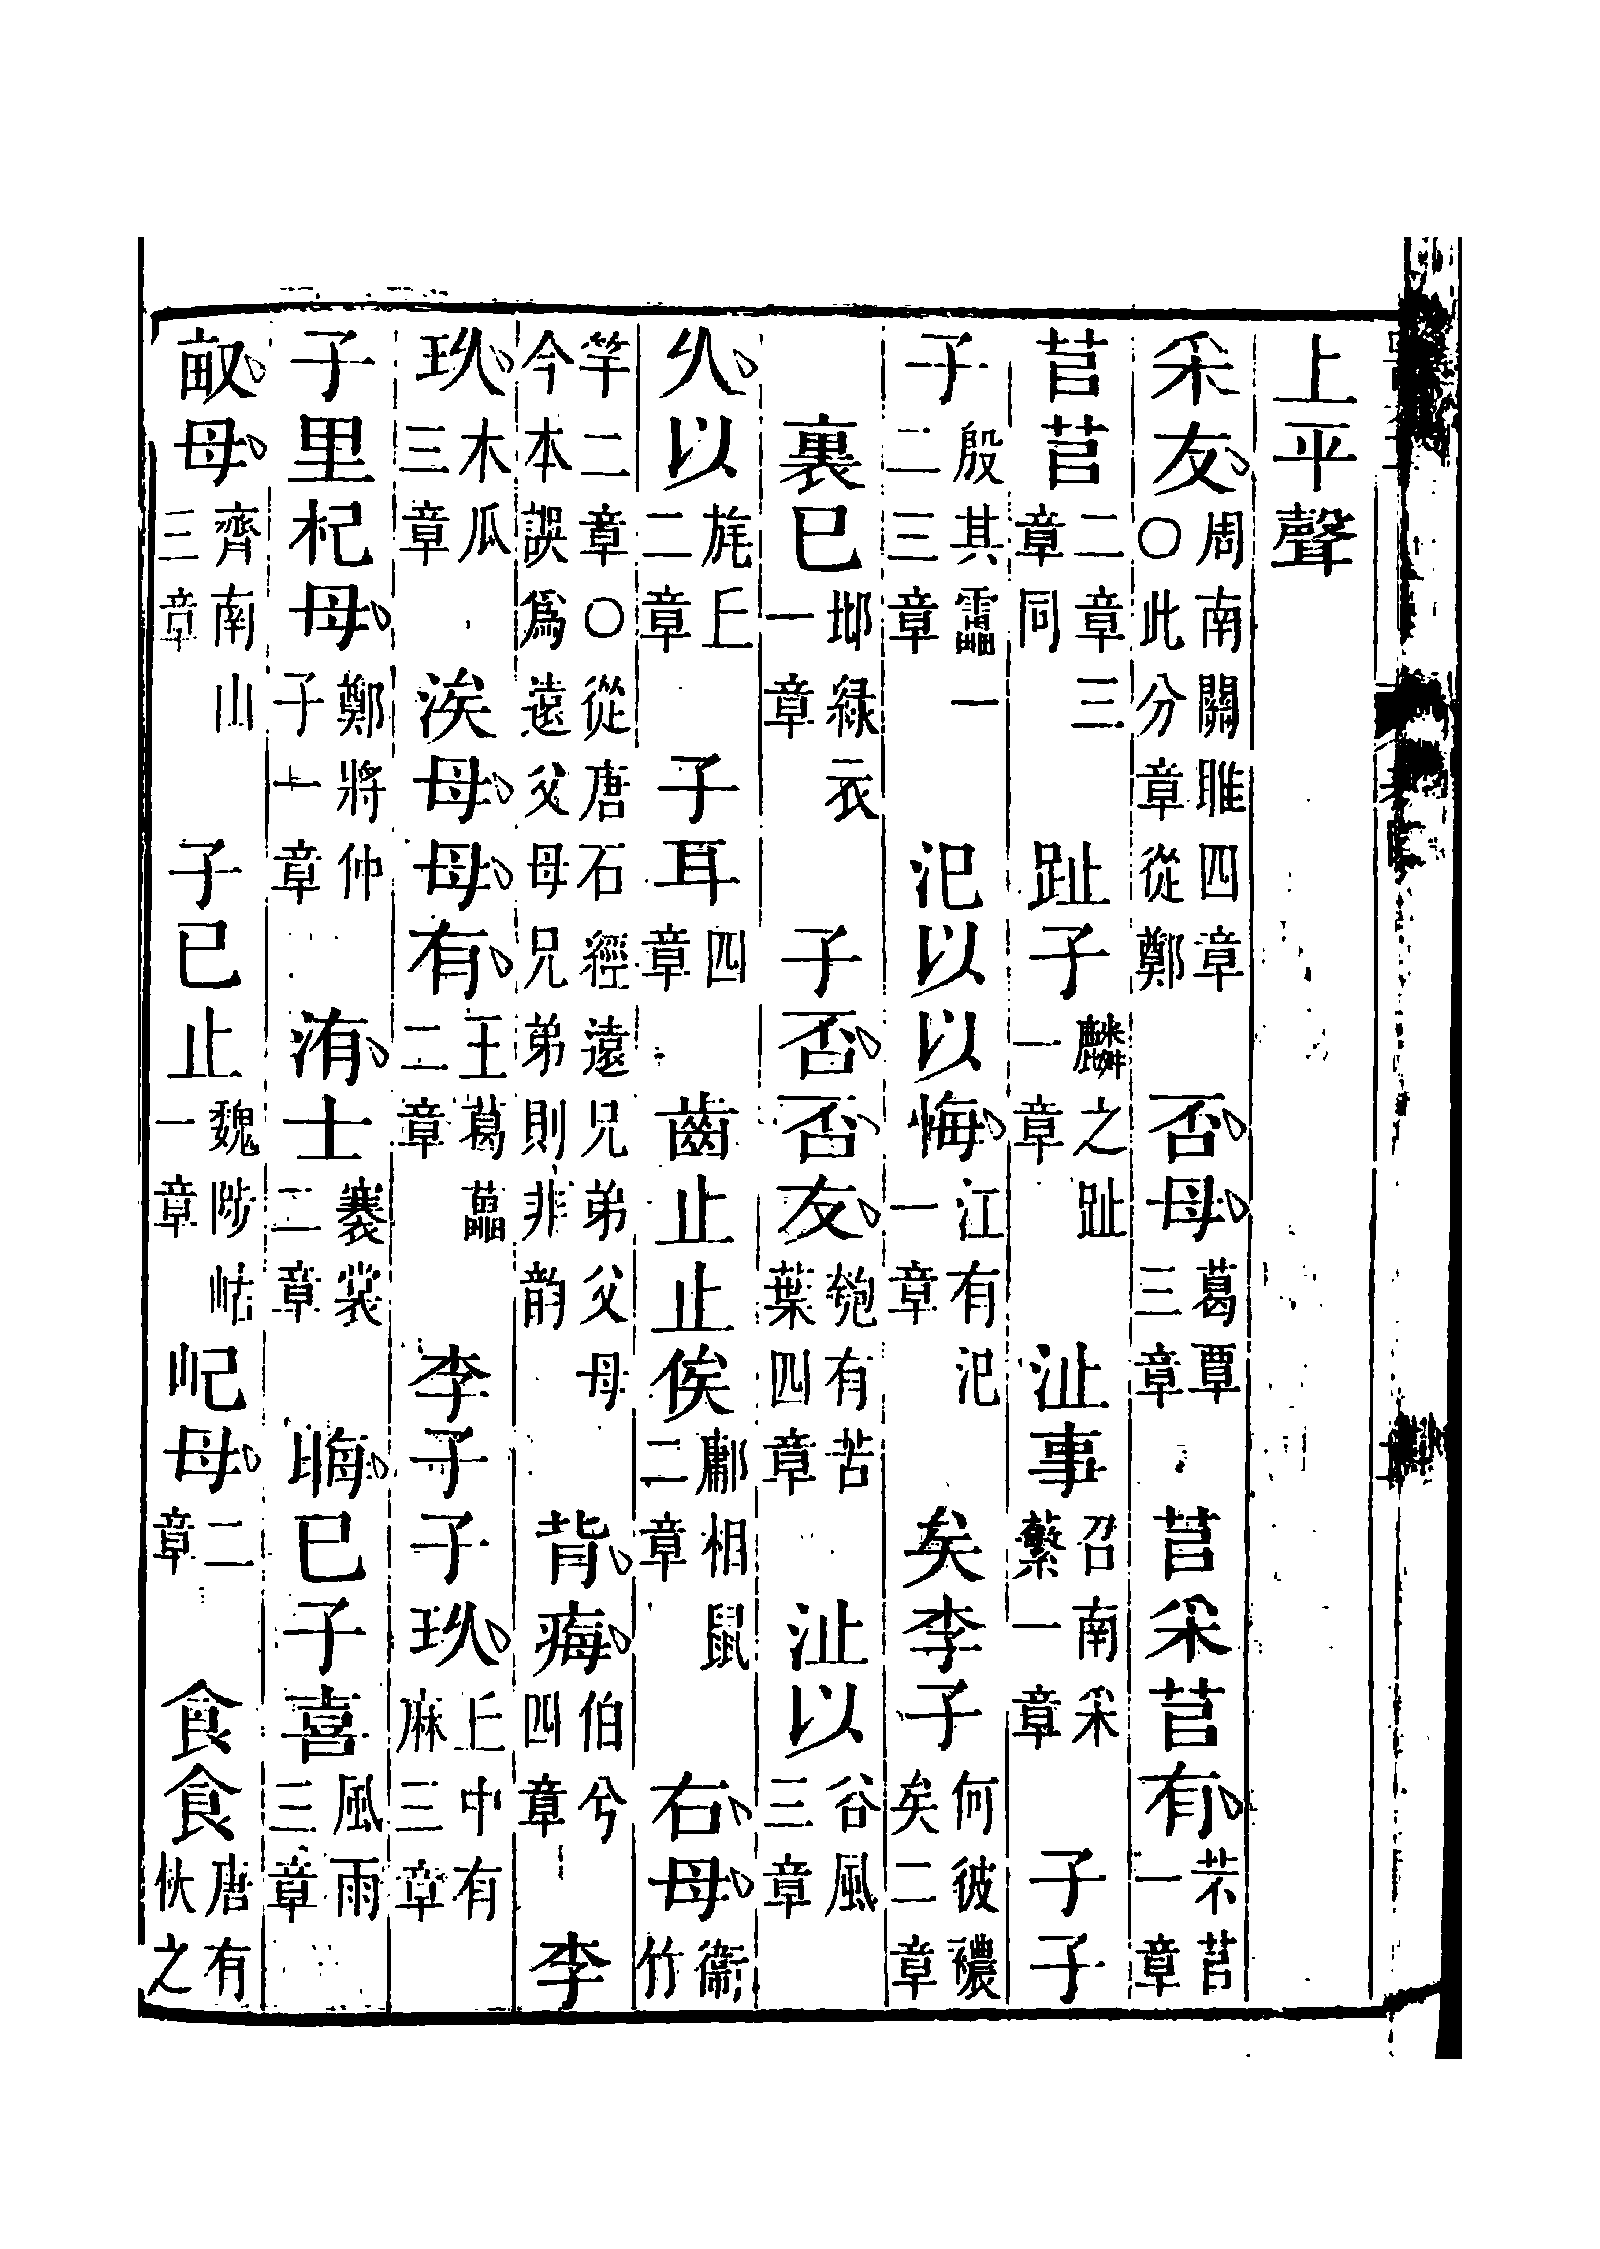 上平聲
采友周南關雎四章○此分章從鄭　否母葛覃三章　苢采苢有芣苢一章
苢苢二章三章同　趾子麟之趾一章　沚事召南采蘩一章　子子
子殷其靁一二三章　汜以以悔江有汜一章　矣李子何彼襛矣二章
裏已邶綠衣一章　子否否友匏有苦葉四章　沚以谷風三章
久以旄丘二章　子耳四章　齒止止俟鄘相鼠二章　右母衞竹
竿二章○從唐石經遠兄弟父母今本誤爲遠父母兄弟則非韵　背痗伯兮四章　李
玖木瓜三章　涘母母有王葛藟二章　李子子玖丘中有麻三章
子里杞母鄭將仲子一章　洧士褰裳二章　晦已子喜風雨三章
畝母齊南山三章　子已止魏陟岵一章　屺母二章　食食唐有杕之